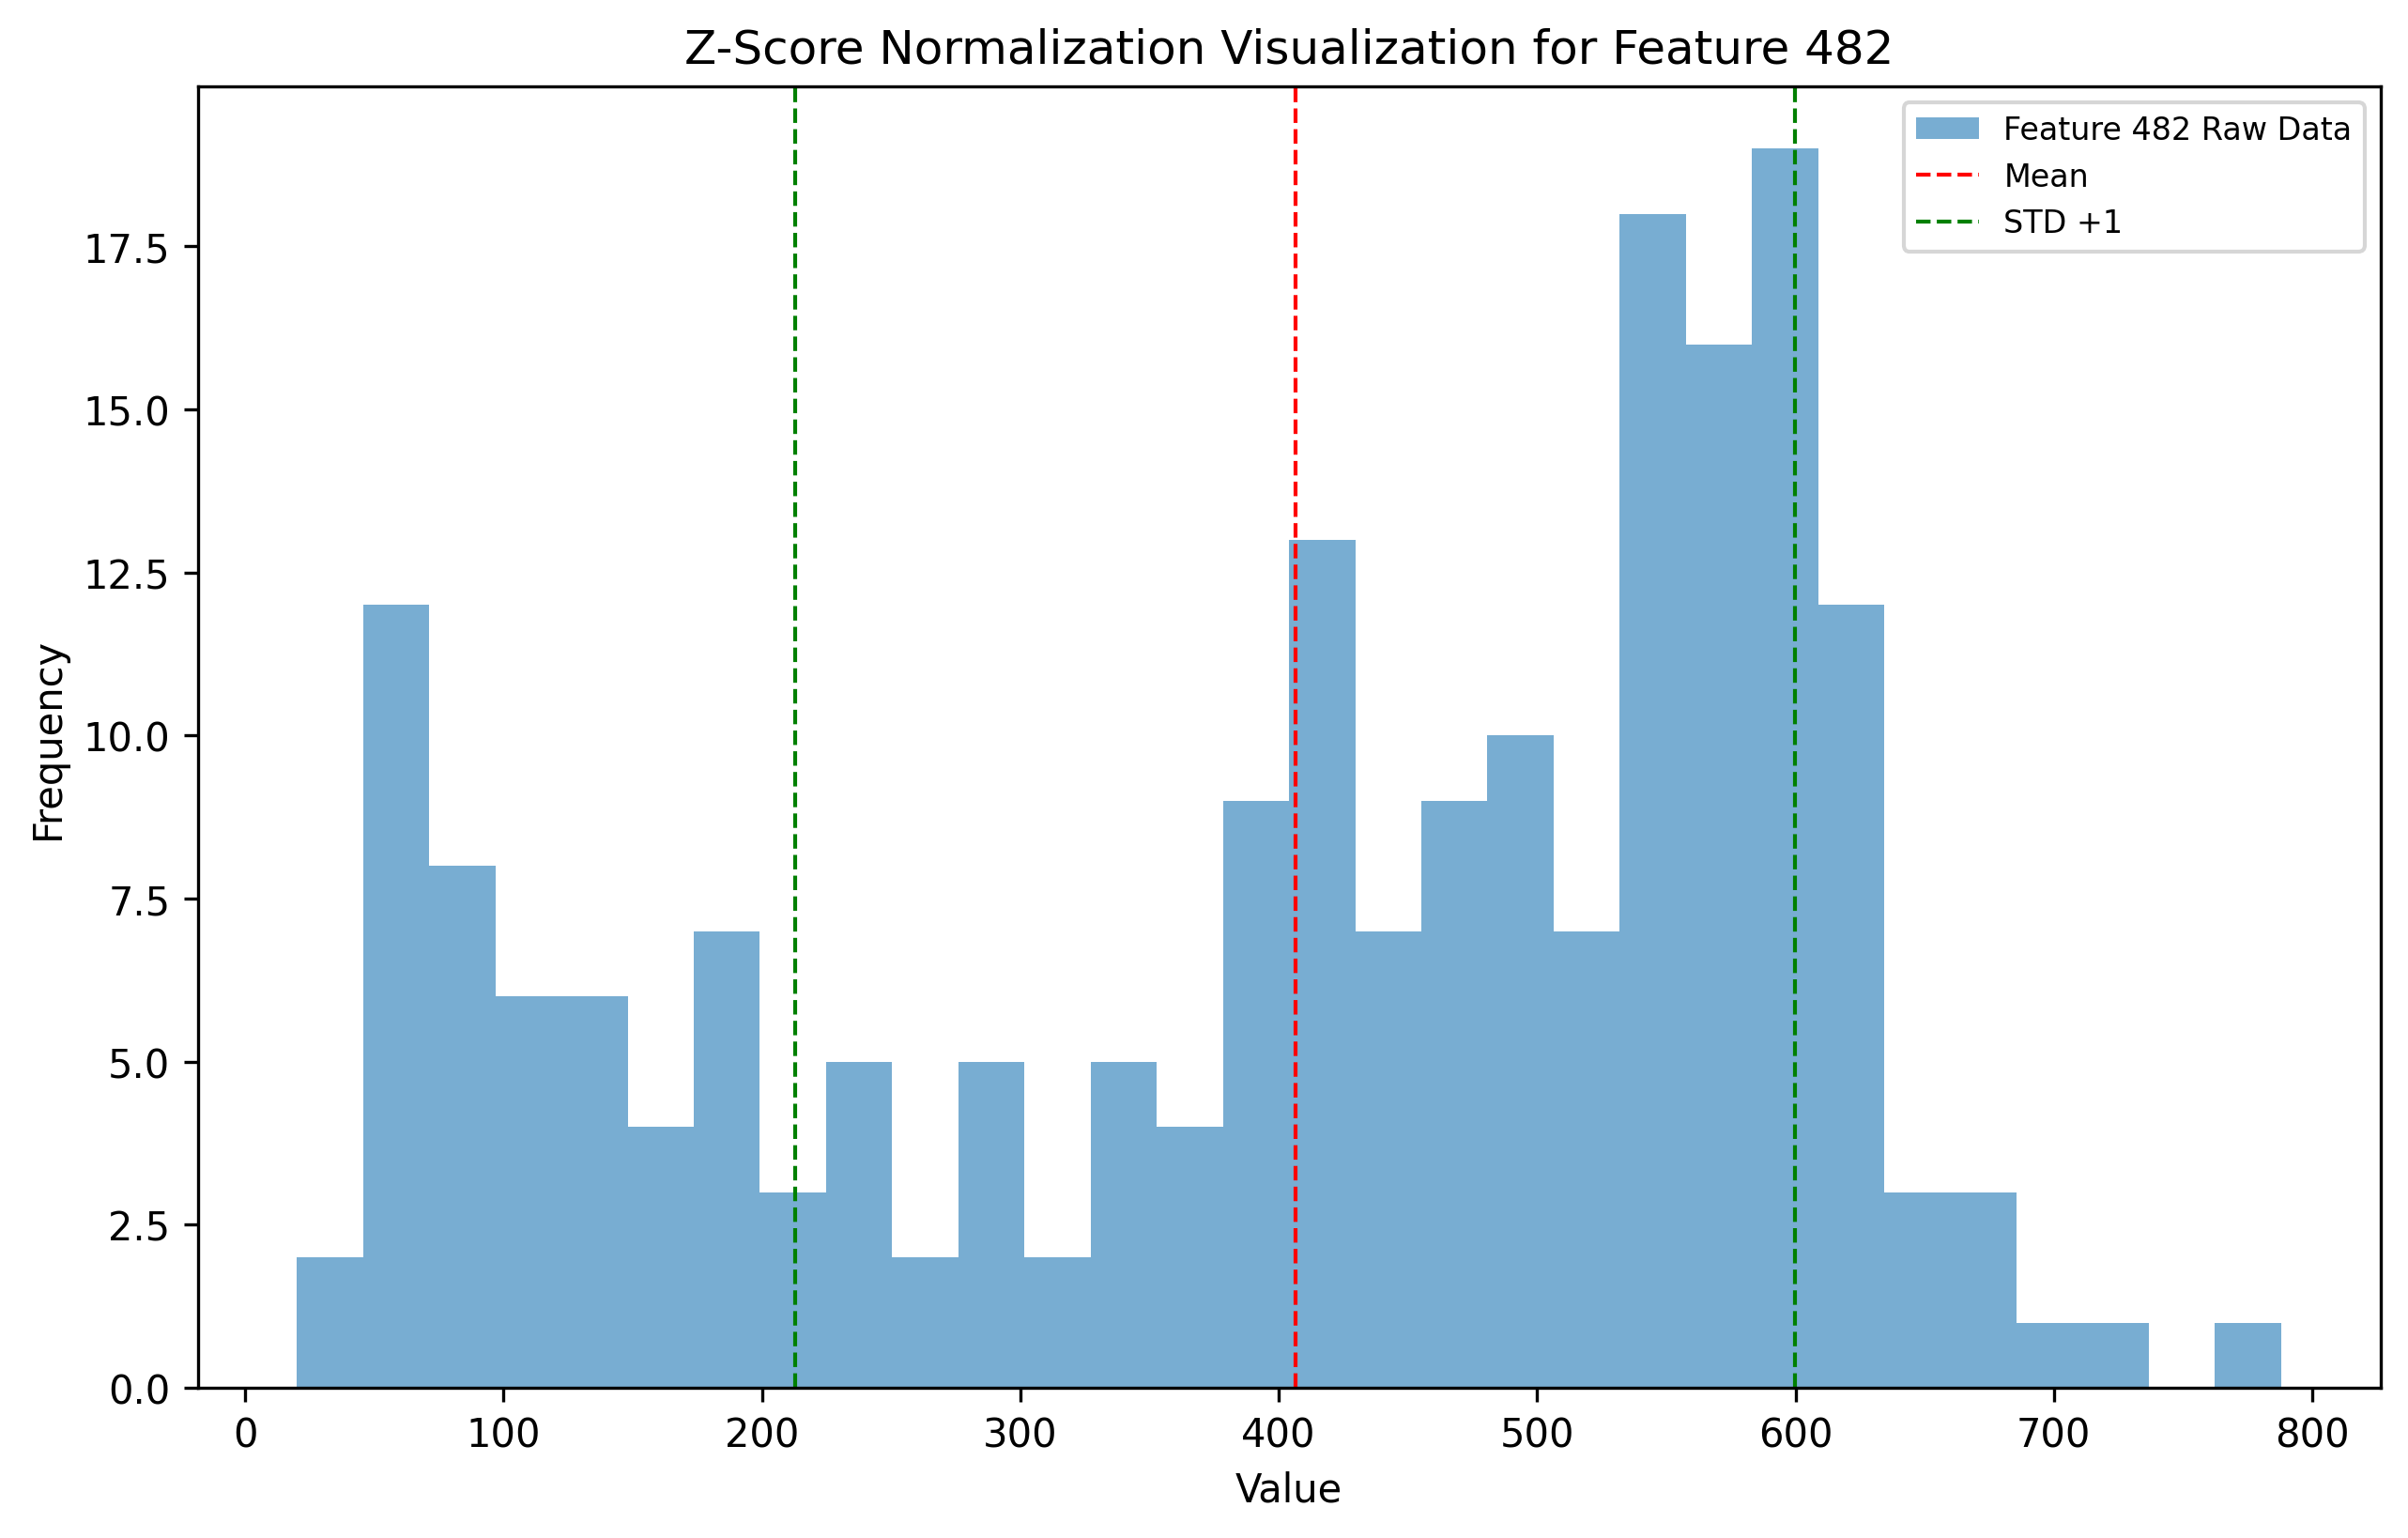 Z-Score Normalization Visualization for Feature 482
Feature 482 Raw Data
Mean
STD +1
Frequency
17.5
15.0
12.5
10.0
7.5
5.0
2.5
0.0
0 100 200 300 400 500 600 700 800
Value